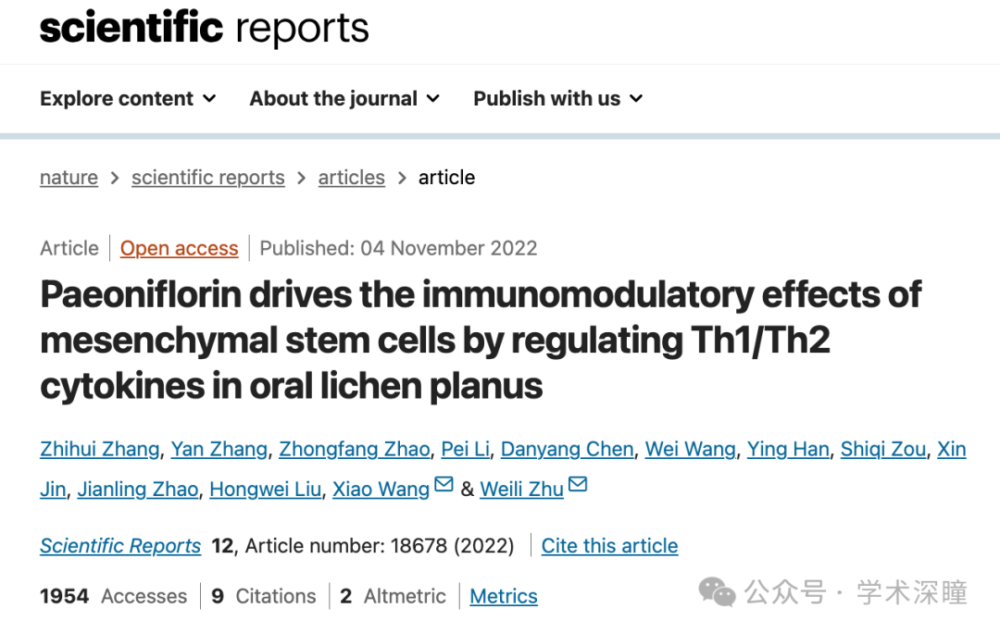 scientific reports
Explore content About the journal Publish with us
nature > scientific reports > articles > article
Article | Open access | Published: 04 November 2022
Paeoniflorin drives the immunomodulatory effects of
mesenchymal stem cells by regulating Th1/Th2
cytokines in oral lichen planus
Zhihui Zhang, Yan Zhang, Zhongfang Zhao, Pei Li, Danyang Chen, Wei Wang, Ying Han, Shiqi Zou, Xin
Jin, Jianling Zhao, Hongwei Liu, Xiao Wang & Weili Zhu
Scientific Reports 12, Article number: 18678 (2022) | Cite this article
1954 Accesses | 9 Citations | 2 Altmetric | Metrics
公众号 · 学术深瞳